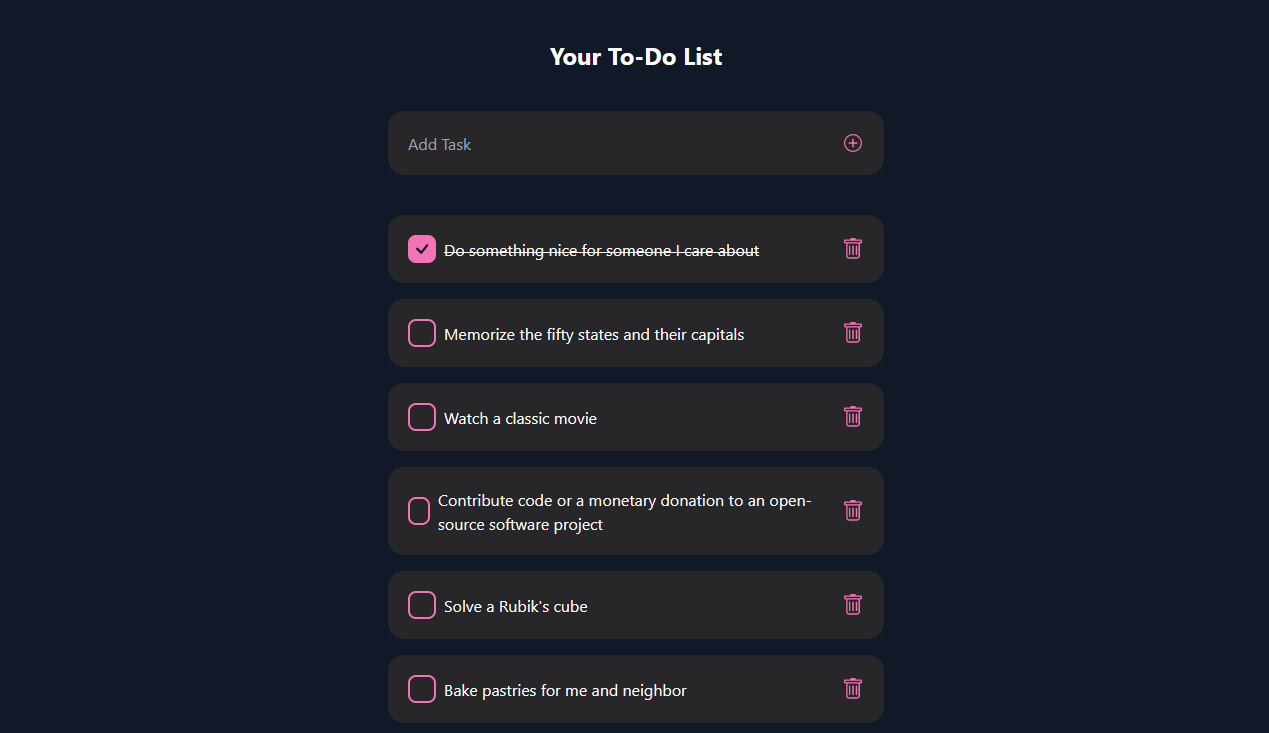 Your To-Do List
Add Task
Do something nice for someone I care about
Memorize the fifty states and their capitals
Watch a classic movie
Contribute code or a monetary donation to an open-
source software project
Solve a Rubik's cube
Bake pastries for me and neighbor